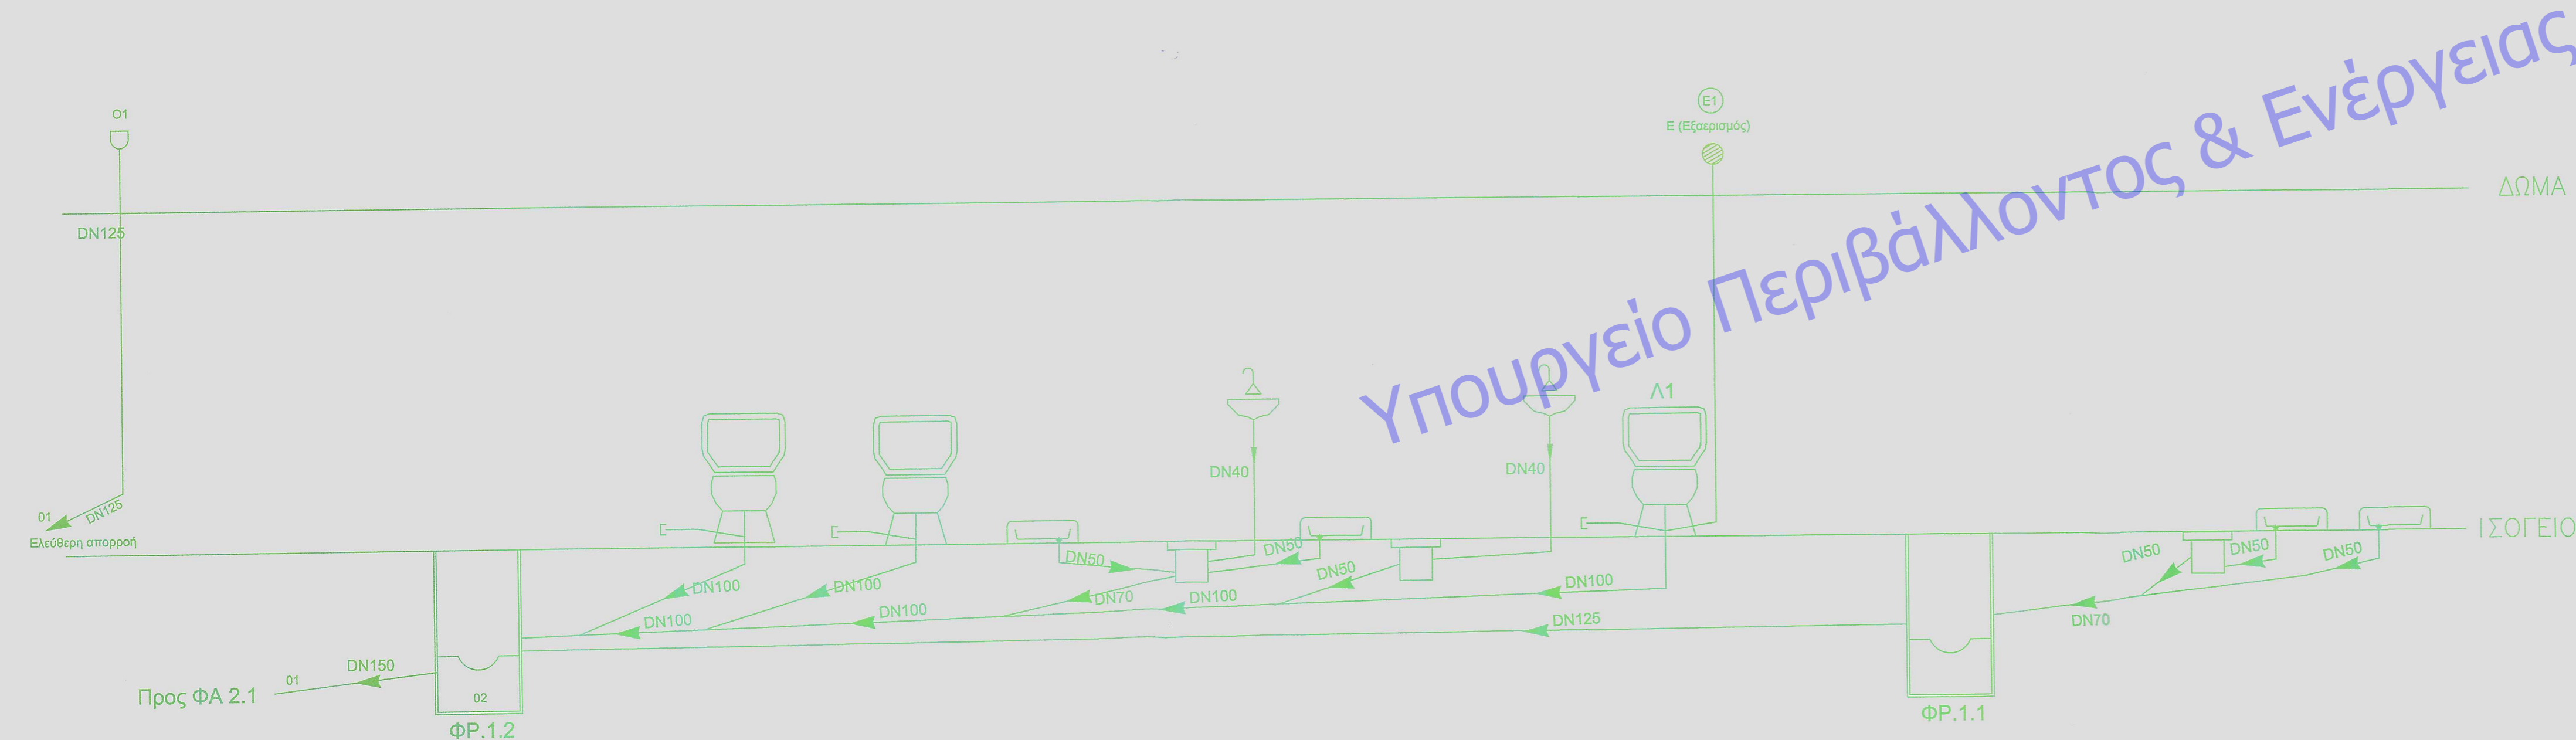 Υπουργείο Περιβάλλοντος & Ενέργειας
O1
E1
E (Εξαερισμός)
ΔΩΜΑ
DN125
Λ1
DN40
DN40
01
DN125
Ελεύθερη απορροή
ΙΣΟΓΕΙΟ
DN50
DN50
DN50
DN50
DN50
DN50
DN100
DN100
DN70
DN100
DN100
DN100
DN100
DN125
DN70
DN150
01
Προς ΦΑ 2.1
02
ΦΡ.1.2
ΦΡ.1.1